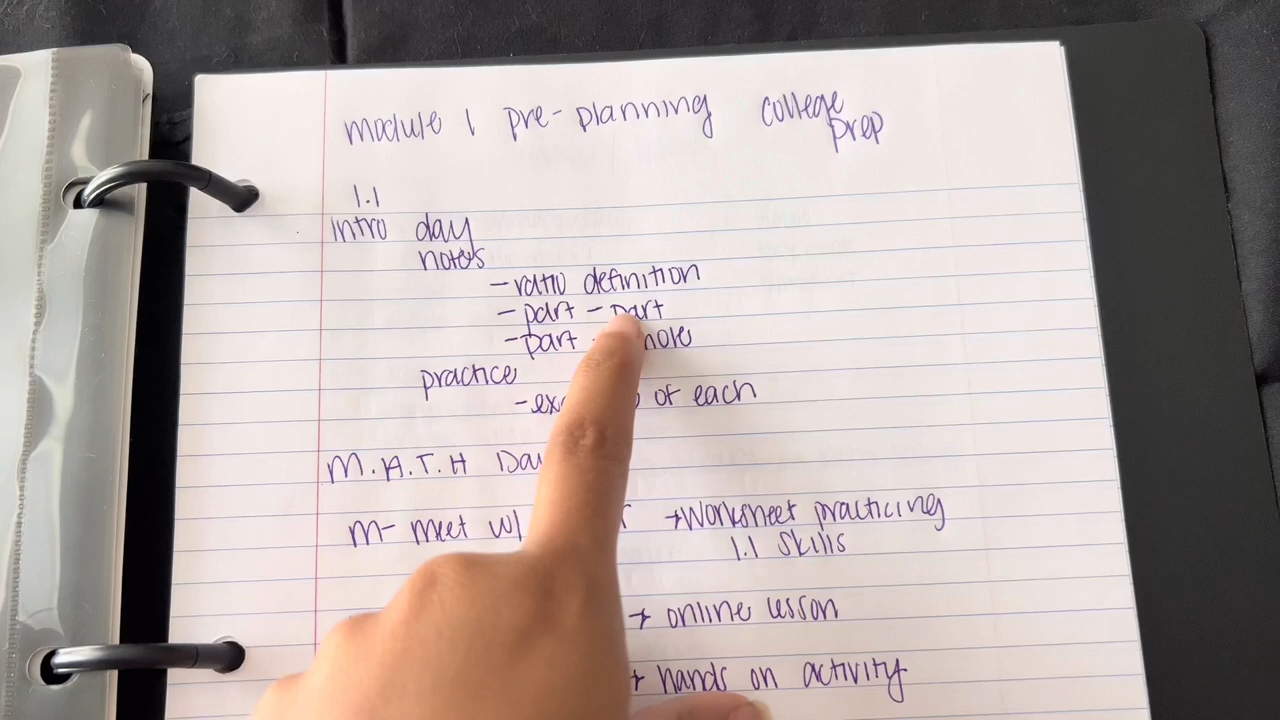 module 1 pre-planning college prep
1.1
intro day
notes
- ratio definition
- part - part
- part
practice
- of each
M.A.T.H
M- meet w/ → worksheet practicing
1.1 skills
→ online lesson
→ hands on activity